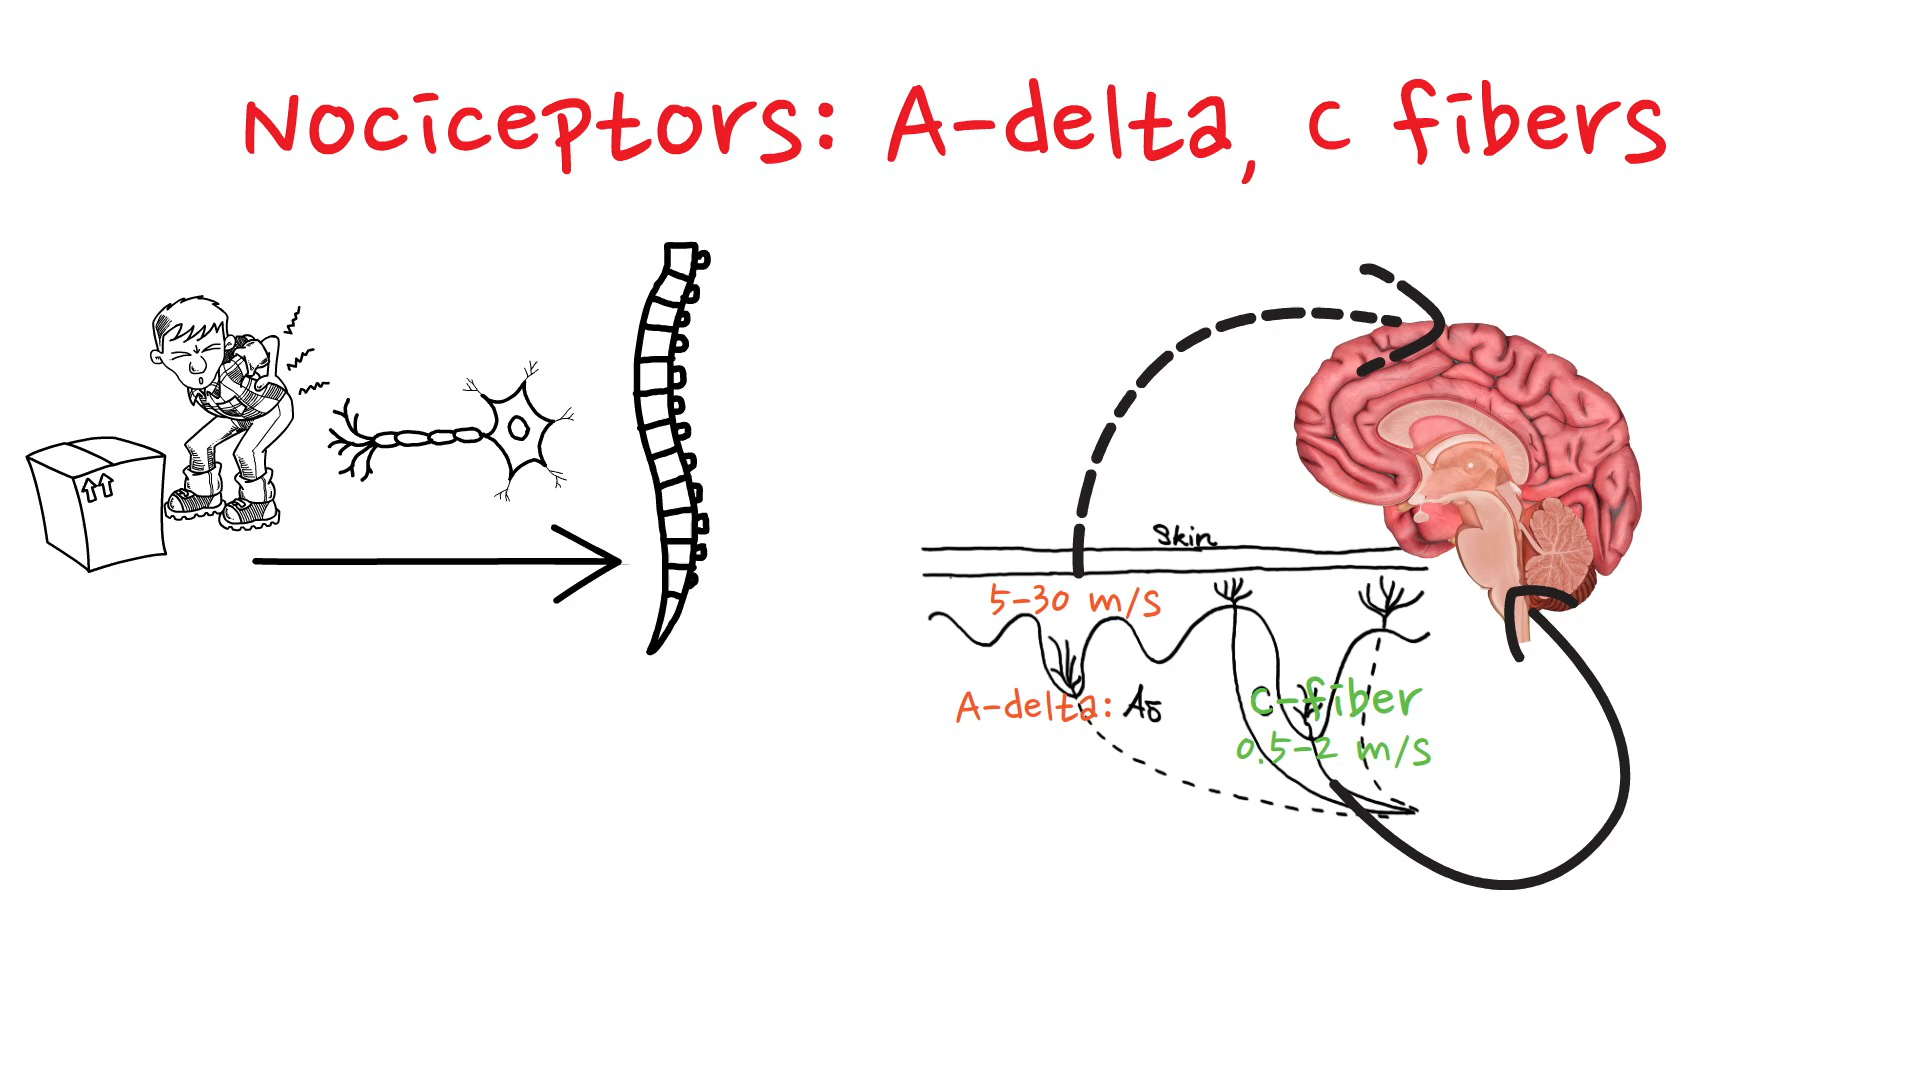 Nociceptors: A-delta, C fibers
Skin
5-30 m/s
A-delta: Aδ
C-fiber
0.5-2 m/s